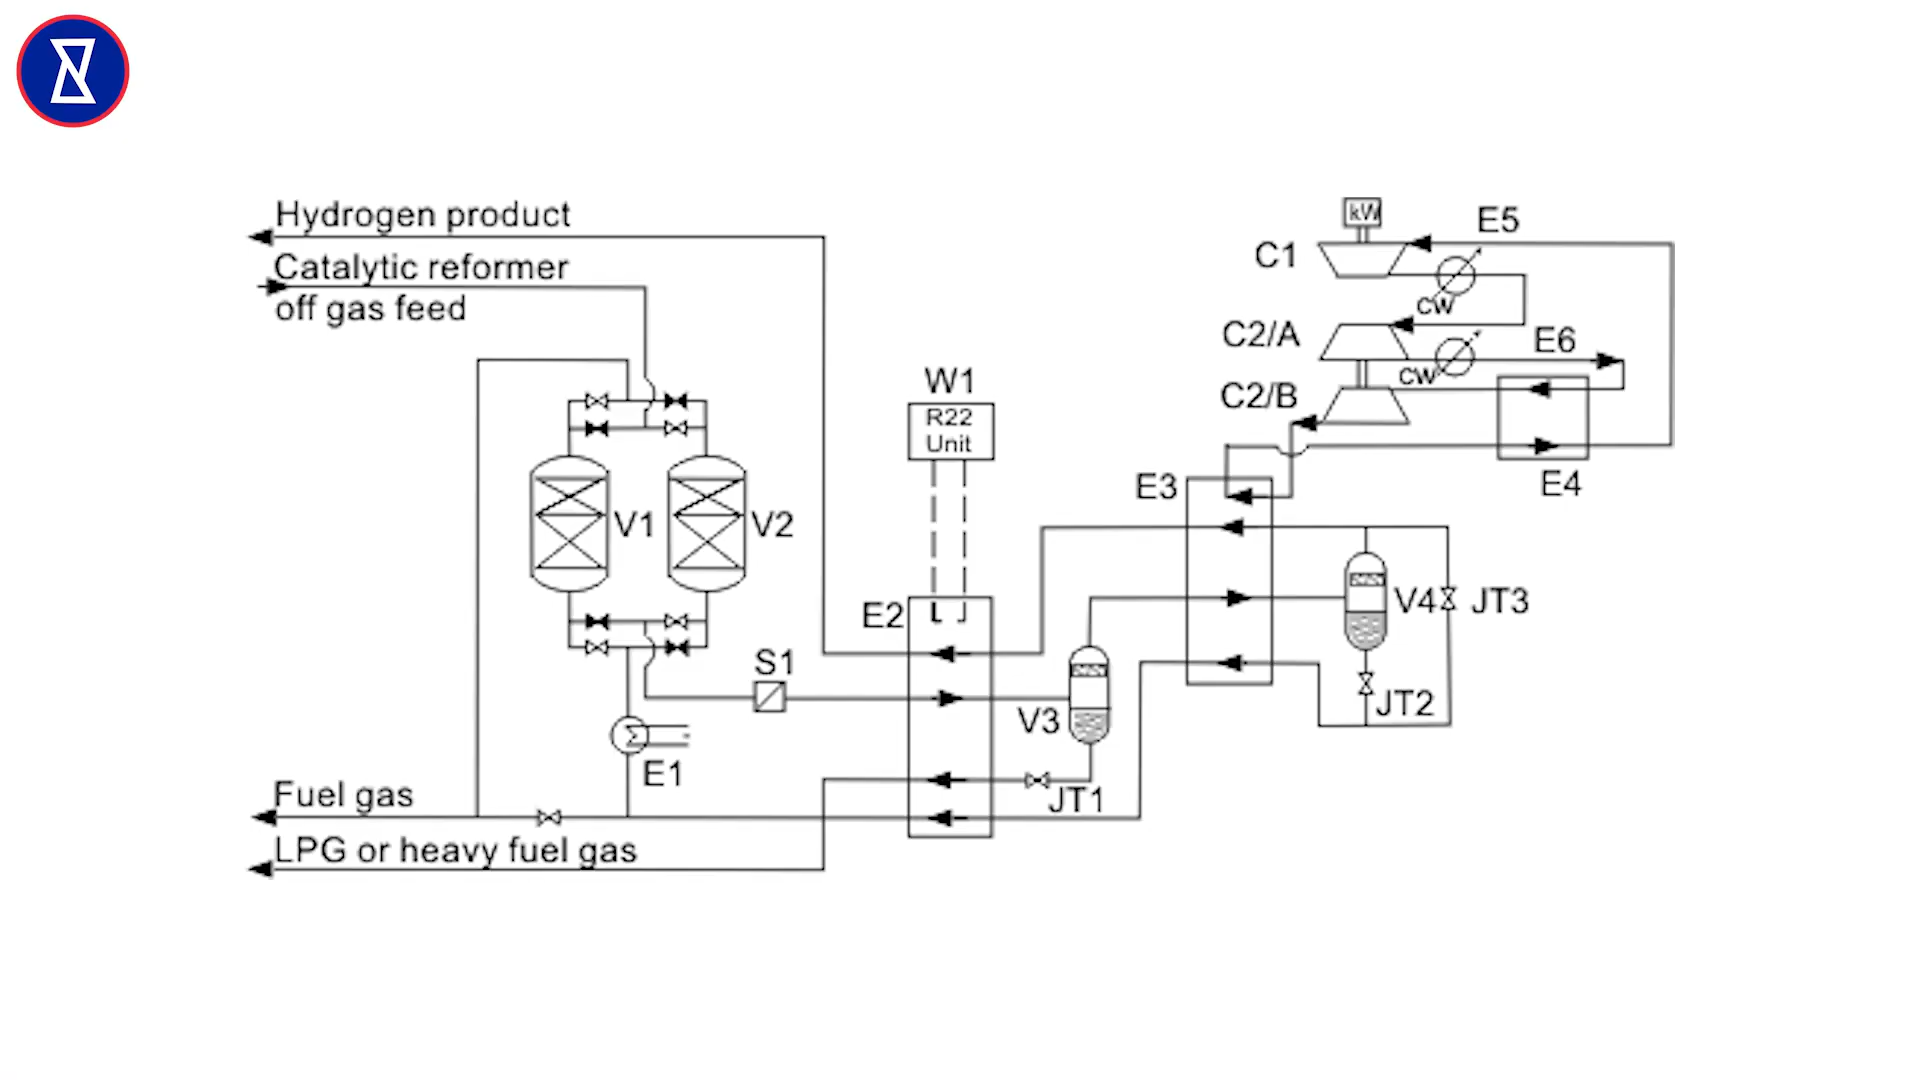 Hydrogen product
Catalytic reformer
off gas feed
kW
E5
C1
CW
C2/A
E6
CW
W1
R22
Unit
C2/B
E4
E3
V1
V2
E2
V4
JT3
S1
V3
JT2
E1
JT1
Fuel gas
LPG or heavy fuel gas